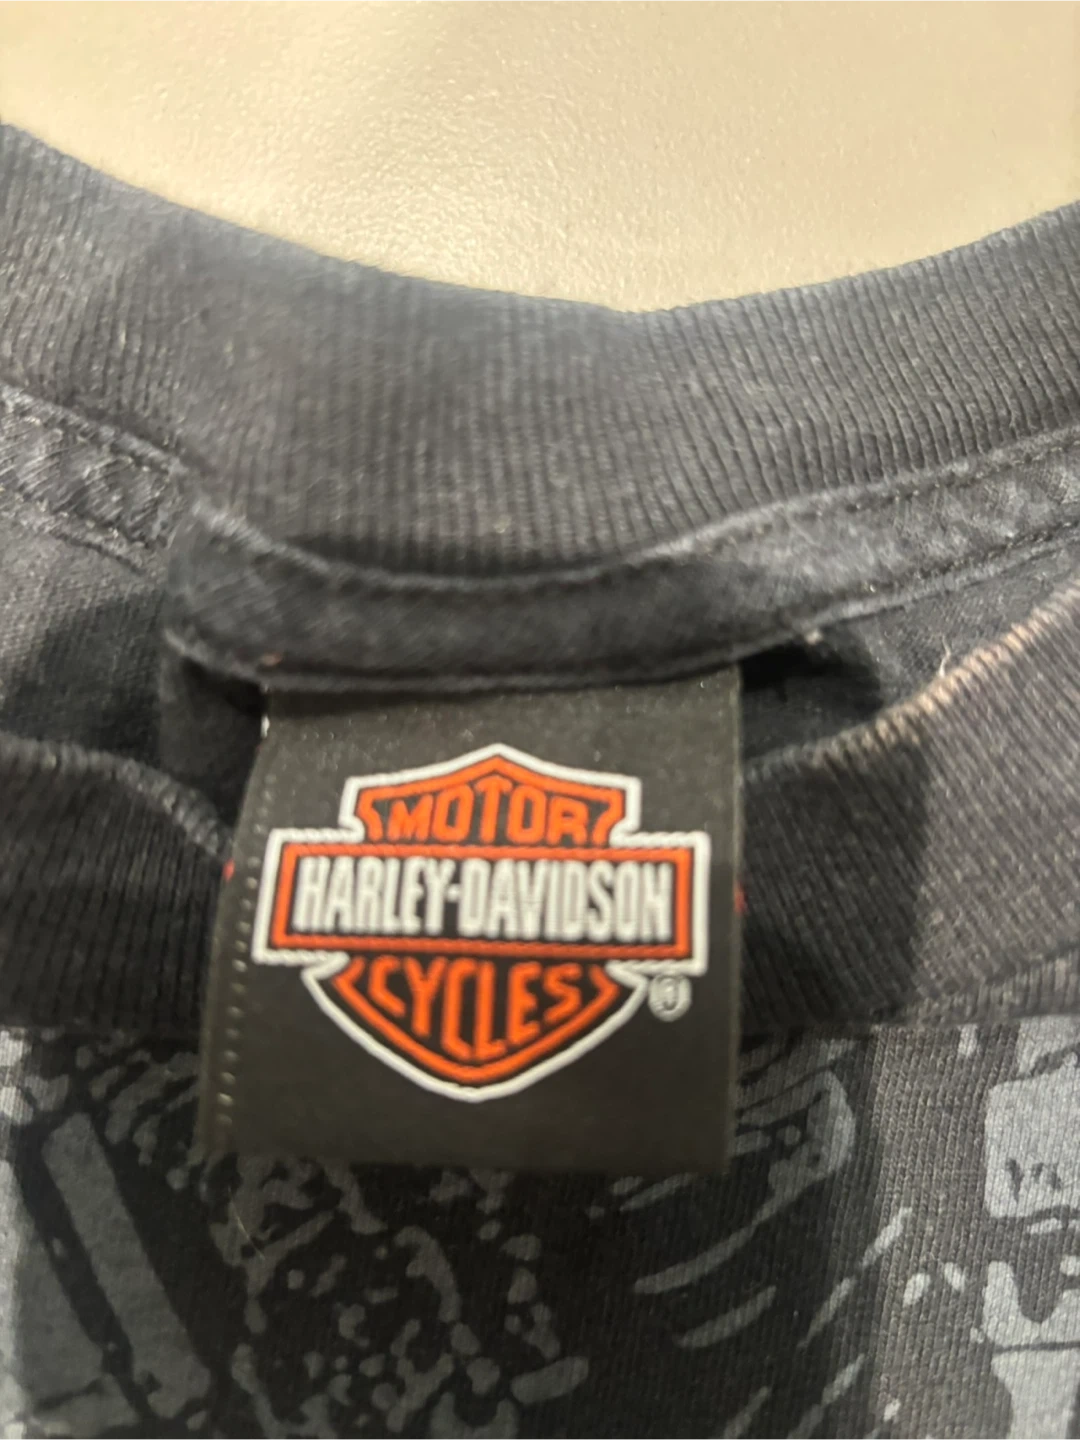 MOTOR
HARLEY-DAVIDSON
CYCLES
®